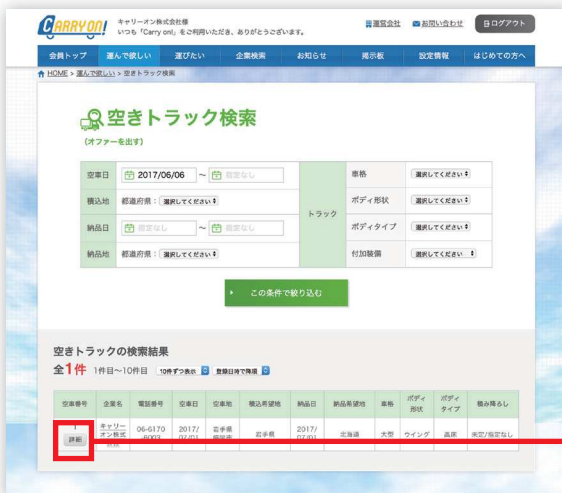 CARRY ON!
キャリーオン株式会社様
いつも「Carry on!」をご利用いただき、ありがとうございます。
運営会社 お問い合わせ ログアウト
会員トップ 運んで欲しい 運びたい 企業検索 お知らせ 掲示板 設定情報 はじめての方へ
HOME > 運んで欲しい > 空きトラック検索
空きトラック検索
(オファーを出す)
空車日 2017/06/06 ~ 指定なし
積込地 都道府県: 選択してください
納品日 指定なし ~ 指定なし
納品地 都道府県: 選択してください
トラック
車格 選択してください
ボディ形状 選択してください
ボディタイプ 選択してください
付加装備 選択してください
この条件で絞り込む
空きトラックの検索結果
全1件 1件目~10件目 10件ずつ表示 登録日時で降順
空車番号 企業名 電話番号 空車日 空車地 積込希望地 納品日 納品希望地 車格 ボディ形状 ボディタイプ 積み降ろし
1 詳細 キャリーオン株式 06-6170-6003 2017/07/01 岩手県 岩手県 2017/07/01 北海道 大型 ウイング 高床 未定/指定なし